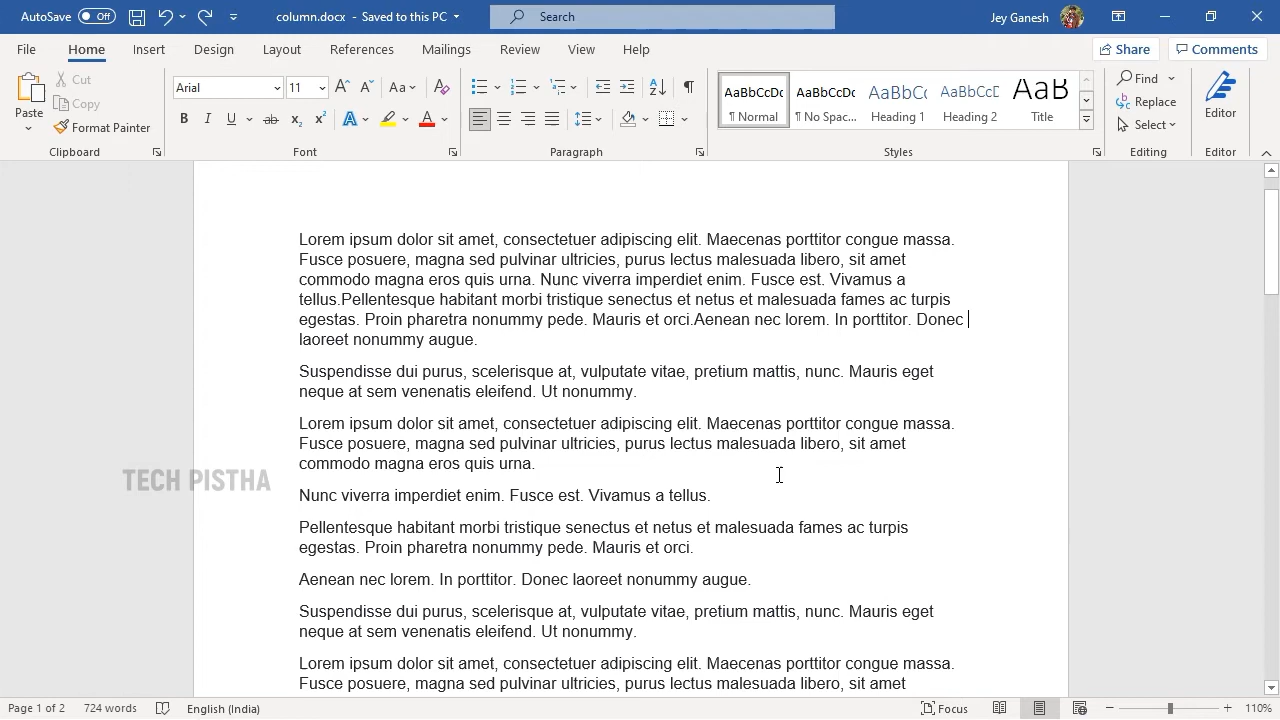 AutoSave Off column.docx - Saved to this PC Search Jey Ganesh
File Home Insert Design Layout References Mailings Review View Help Share Comments
Paste Cut Copy Format Painter
Arial 11 Aa
B I U ab x₂ x² A A
AaBbCcDc AaBbCcDc AaBbCc AaBbCcD AaB
¶ Normal ¶ No Spac... Heading 1 Heading 2 Title
Find Replace Select Editor
Clipboard Font Paragraph Styles Editing Editor
Lorem ipsum dolor sit amet, consectetuer adipiscing elit. Maecenas porttitor congue massa.
Fusce posuere, magna sed pulvinar ultricies, purus lectus malesuada libero, sit amet
commodo magna eros quis urna. Nunc viverra imperdiet enim. Fusce est. Vivamus a
tellus.Pellentesque habitant morbi tristique senectus et netus et malesuada fames ac turpis
egestas. Proin pharetra nonummy pede. Mauris et orci.Aenean nec lorem. In porttitor. Donec
laoreet nonummy augue.
Suspendisse dui purus, scelerisque at, vulputate vitae, pretium mattis, nunc. Mauris eget
neque at sem venenatis eleifend. Ut nonummy.
Lorem ipsum dolor sit amet, consectetuer adipiscing elit. Maecenas porttitor congue massa.
Fusce posuere, magna sed pulvinar ultricies, purus lectus malesuada libero, sit amet
commodo magna eros quis urna.
TECH PISTHA
Nunc viverra imperdiet enim. Fusce est. Vivamus a tellus.
Pellentesque habitant morbi tristique senectus et netus et malesuada fames ac turpis
egestas. Proin pharetra nonummy pede. Mauris et orci.
Aenean nec lorem. In porttitor. Donec laoreet nonummy augue.
Suspendisse dui purus, scelerisque at, vulputate vitae, pretium mattis, nunc. Mauris eget
neque at sem venenatis eleifend. Ut nonummy.
Lorem ipsum dolor sit amet, consectetuer adipiscing elit. Maecenas porttitor congue massa.
Fusce posuere, magna sed pulvinar ultricies, purus lectus malesuada libero, sit amet
Page 1 of 2 724 words English (India) Focus 110%